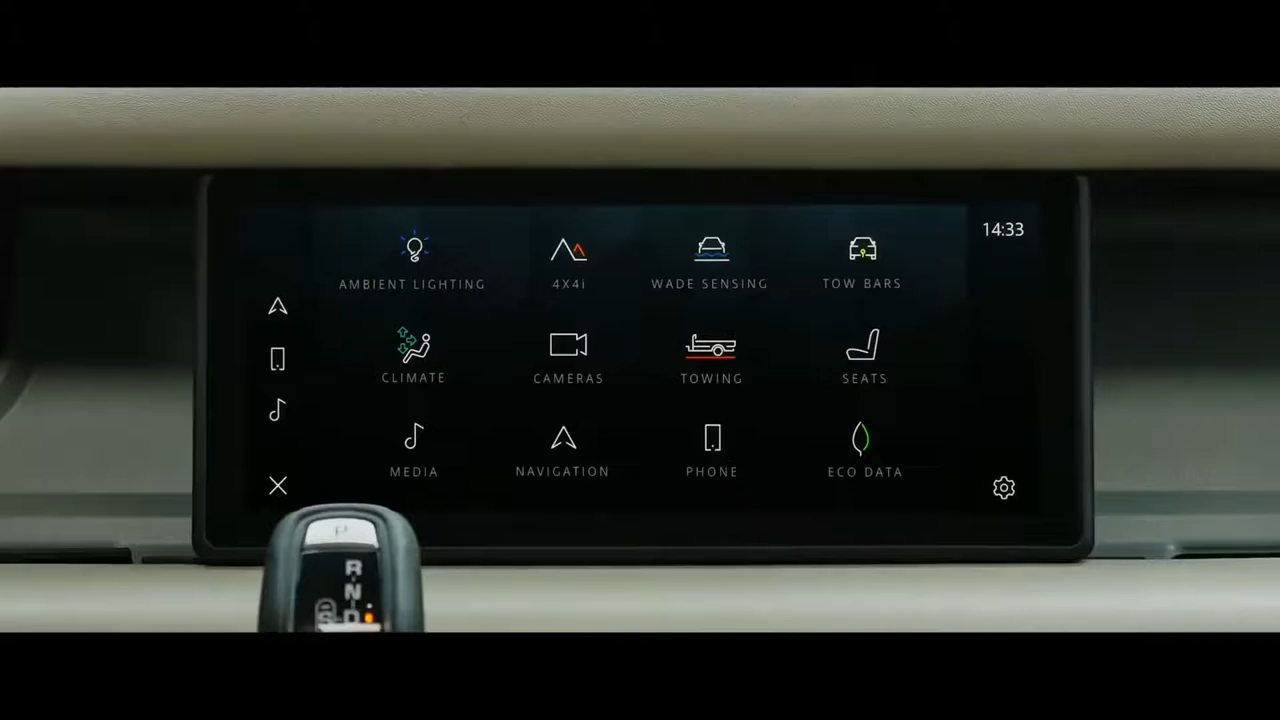 14:33
AMBIENT LIGHTING
4X4i
WADE SENSING
TOW BARS
CLIMATE
CAMERAS
TOWING
SEATS
MEDIA
NAVIGATION
PHONE
ECO DATA
P
R
N
S D